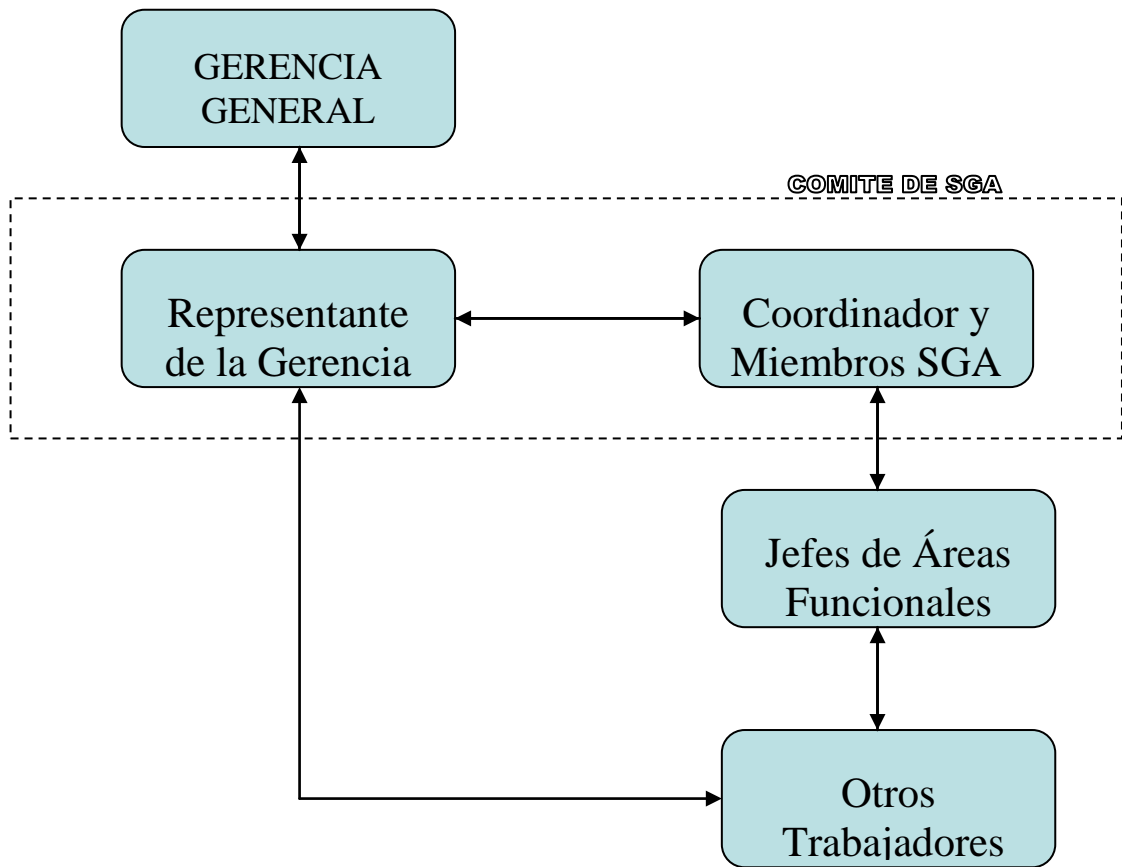 GERENCIA
GENERAL
COMITE DE SGA
Representante
de la Gerencia
Coordinador y
Miembros SGA
Jefes de Áreas
Funcionales
Otros
Trabajadores